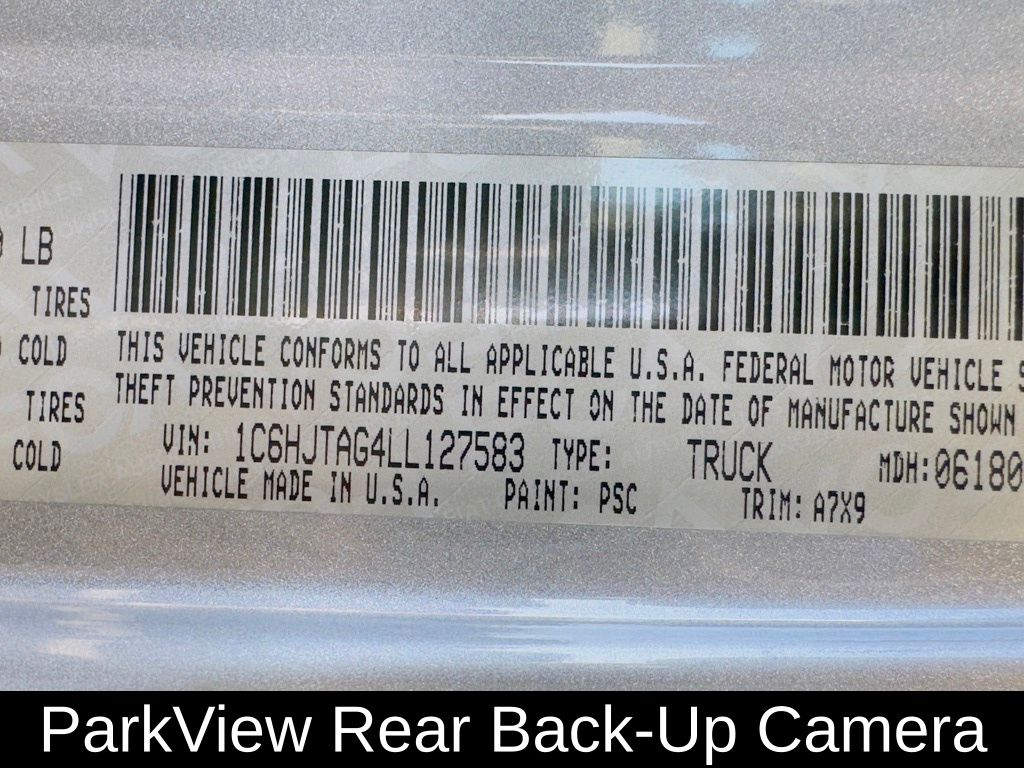 LB
TIRES
COLD
TIRES
COLD
THIS VEHICLE CONFORMS TO ALL APPLICABLE U.S.A. FEDERAL MOTOR VEHICLE
THEFT PREVENTION STANDARDS IN EFFECT ON THE DATE OF MANUFACTURE SHOWN
VIN: 1C6HJTAG4LL127583 TYPE: TRUCK MDH:06180
VEHICLE MADE IN U.S.A. PAINT: PSC TRIM: A7X9
ParkView Rear Back-Up Camera